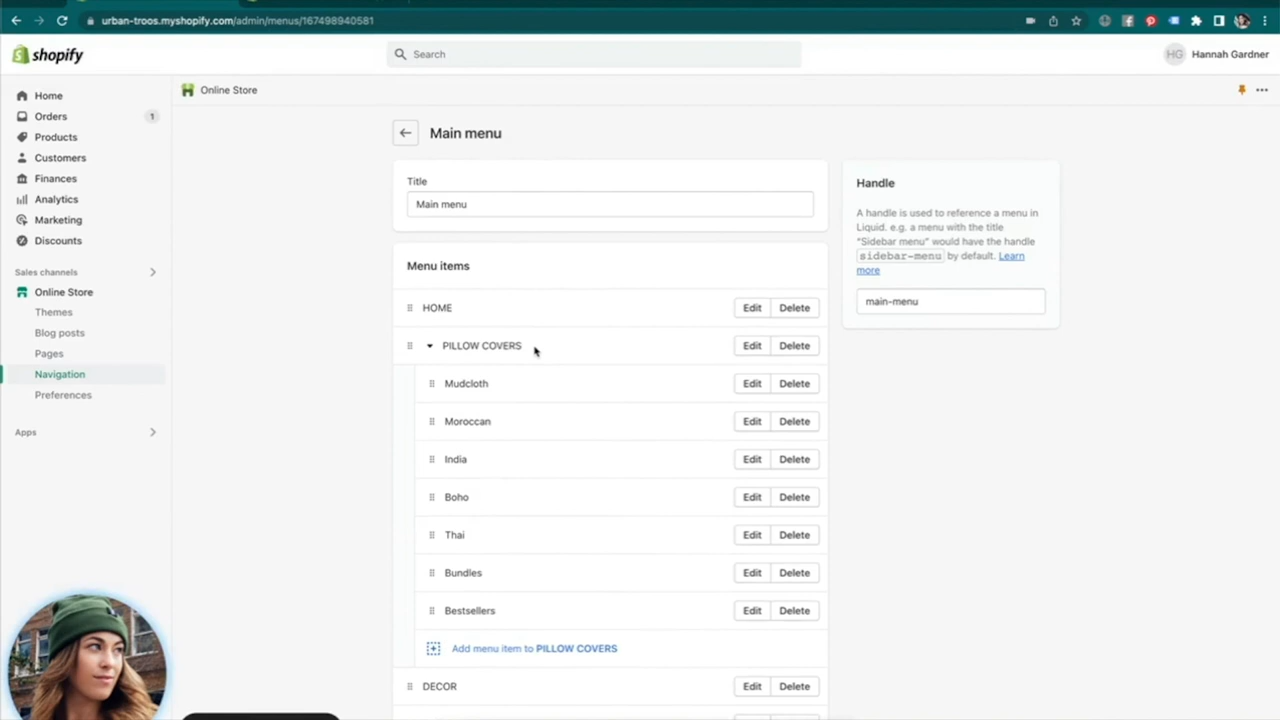 urban-troos.myshopify.com/admin/menus/167498940581
shopify
Search
HG
Hannah Gardner
Home
Orders
1
Products
Customers
Finances
Analytics
Marketing
Discounts
Sales channels
Online Store
Themes
Blog posts
Pages
Navigation
Preferences
Apps
Online Store
Main menu
Title
Main menu
Menu items
HOME Edit Delete
PILLOW COVERS Edit Delete
Mudcloth Edit Delete
Moroccan Edit Delete
India Edit Delete
Boho Edit Delete
Thai Edit Delete
Bundles Edit Delete
Bestsellers Edit Delete
Add menu item to PILLOW COVERS
DECOR Edit Delete
Handle
A handle is used to reference a menu in
Liquid. e.g. a menu with the title
"Sidebar menu" would have the handle
sidebar-menu by default. Learn
more
main-menu